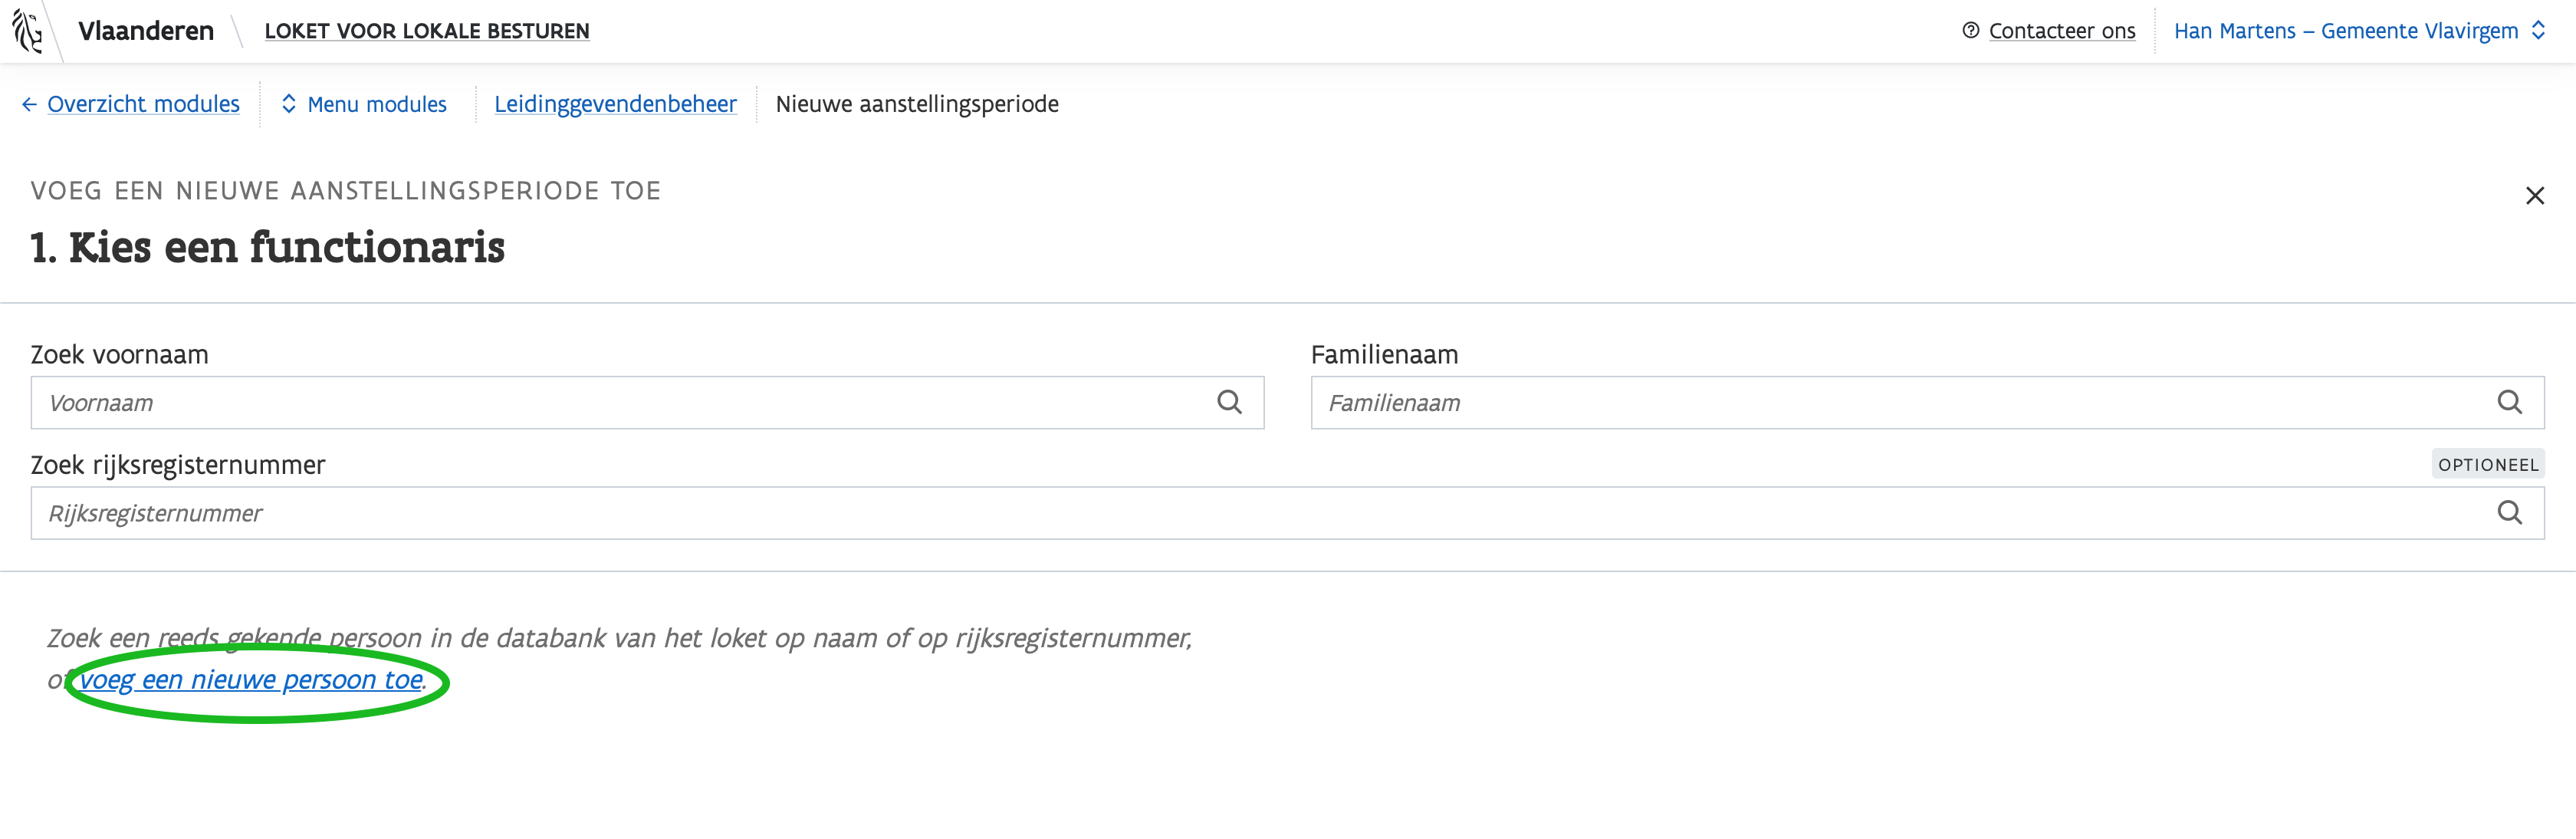 Vlaanderen LOKET VOOR LOKALE BESTUREN Contacteer ons Han Martens – Gemeente Vlavirgem
Overzicht modules Menu modules Leidinggevendenbeheer Nieuwe aanstellingsperiode
VOEG EEN NIEUWE AANSTELLINGSPERIODE TOE
1. Kies een functionaris
Zoek voornaam Familienaam
Voornaam Familienaam
Zoek rijksregisternummer OPTIONEEL
Rijksregisternummer
Zoek een reeds gekende persoon in de databank van het loket op naam of op rijksregisternummer,
of voeg een nieuwe persoon toe.